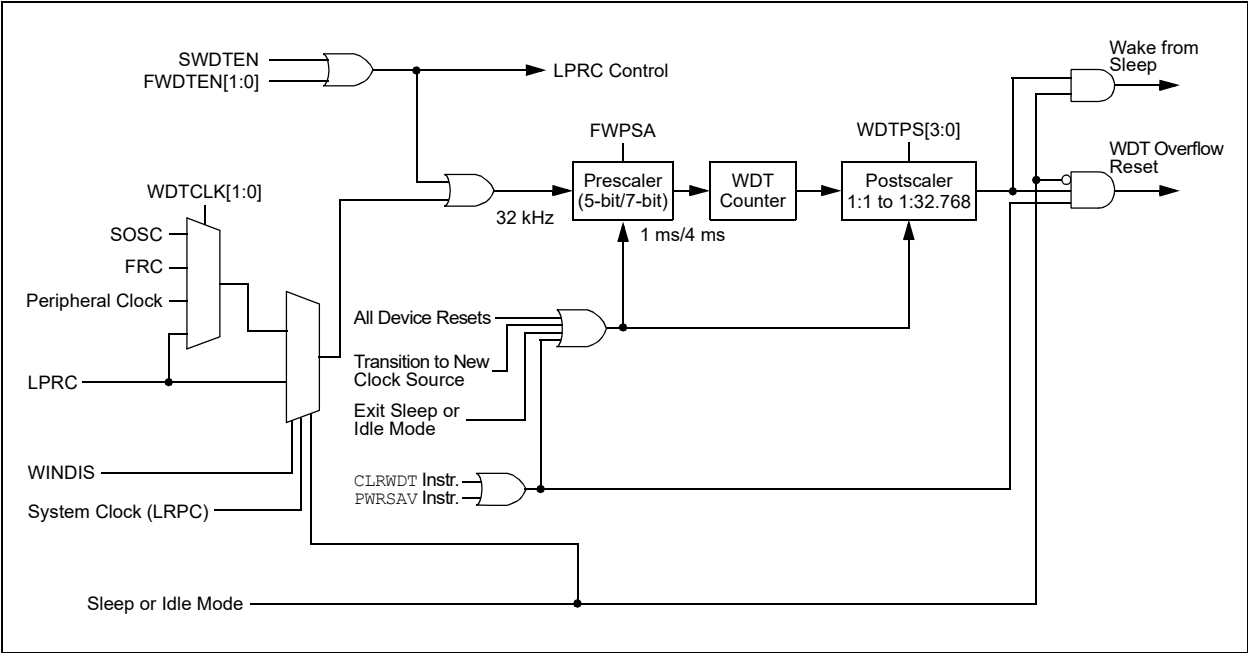 SWDTEN
FWDTEN[1:0]
LPRC Control
Wake from
Sleep
FWPSA
WDTPS[3:0]
WDT Overflow
Reset
Prescaler
(5-bit/7-bit)
WDT
Counter
Postscaler
1:1 to 1:32.768
WDTCLK[1:0]
32 kHz
1 ms/4 ms
SOSC
FRC
Peripheral Clock
LPRC
All Device Resets
Transition to New
Clock Source
Exit Sleep or
Idle Mode
WINDIS
CLRWDT Instr.
PWRSAV Instr.
System Clock (LRPC)
Sleep or Idle Mode